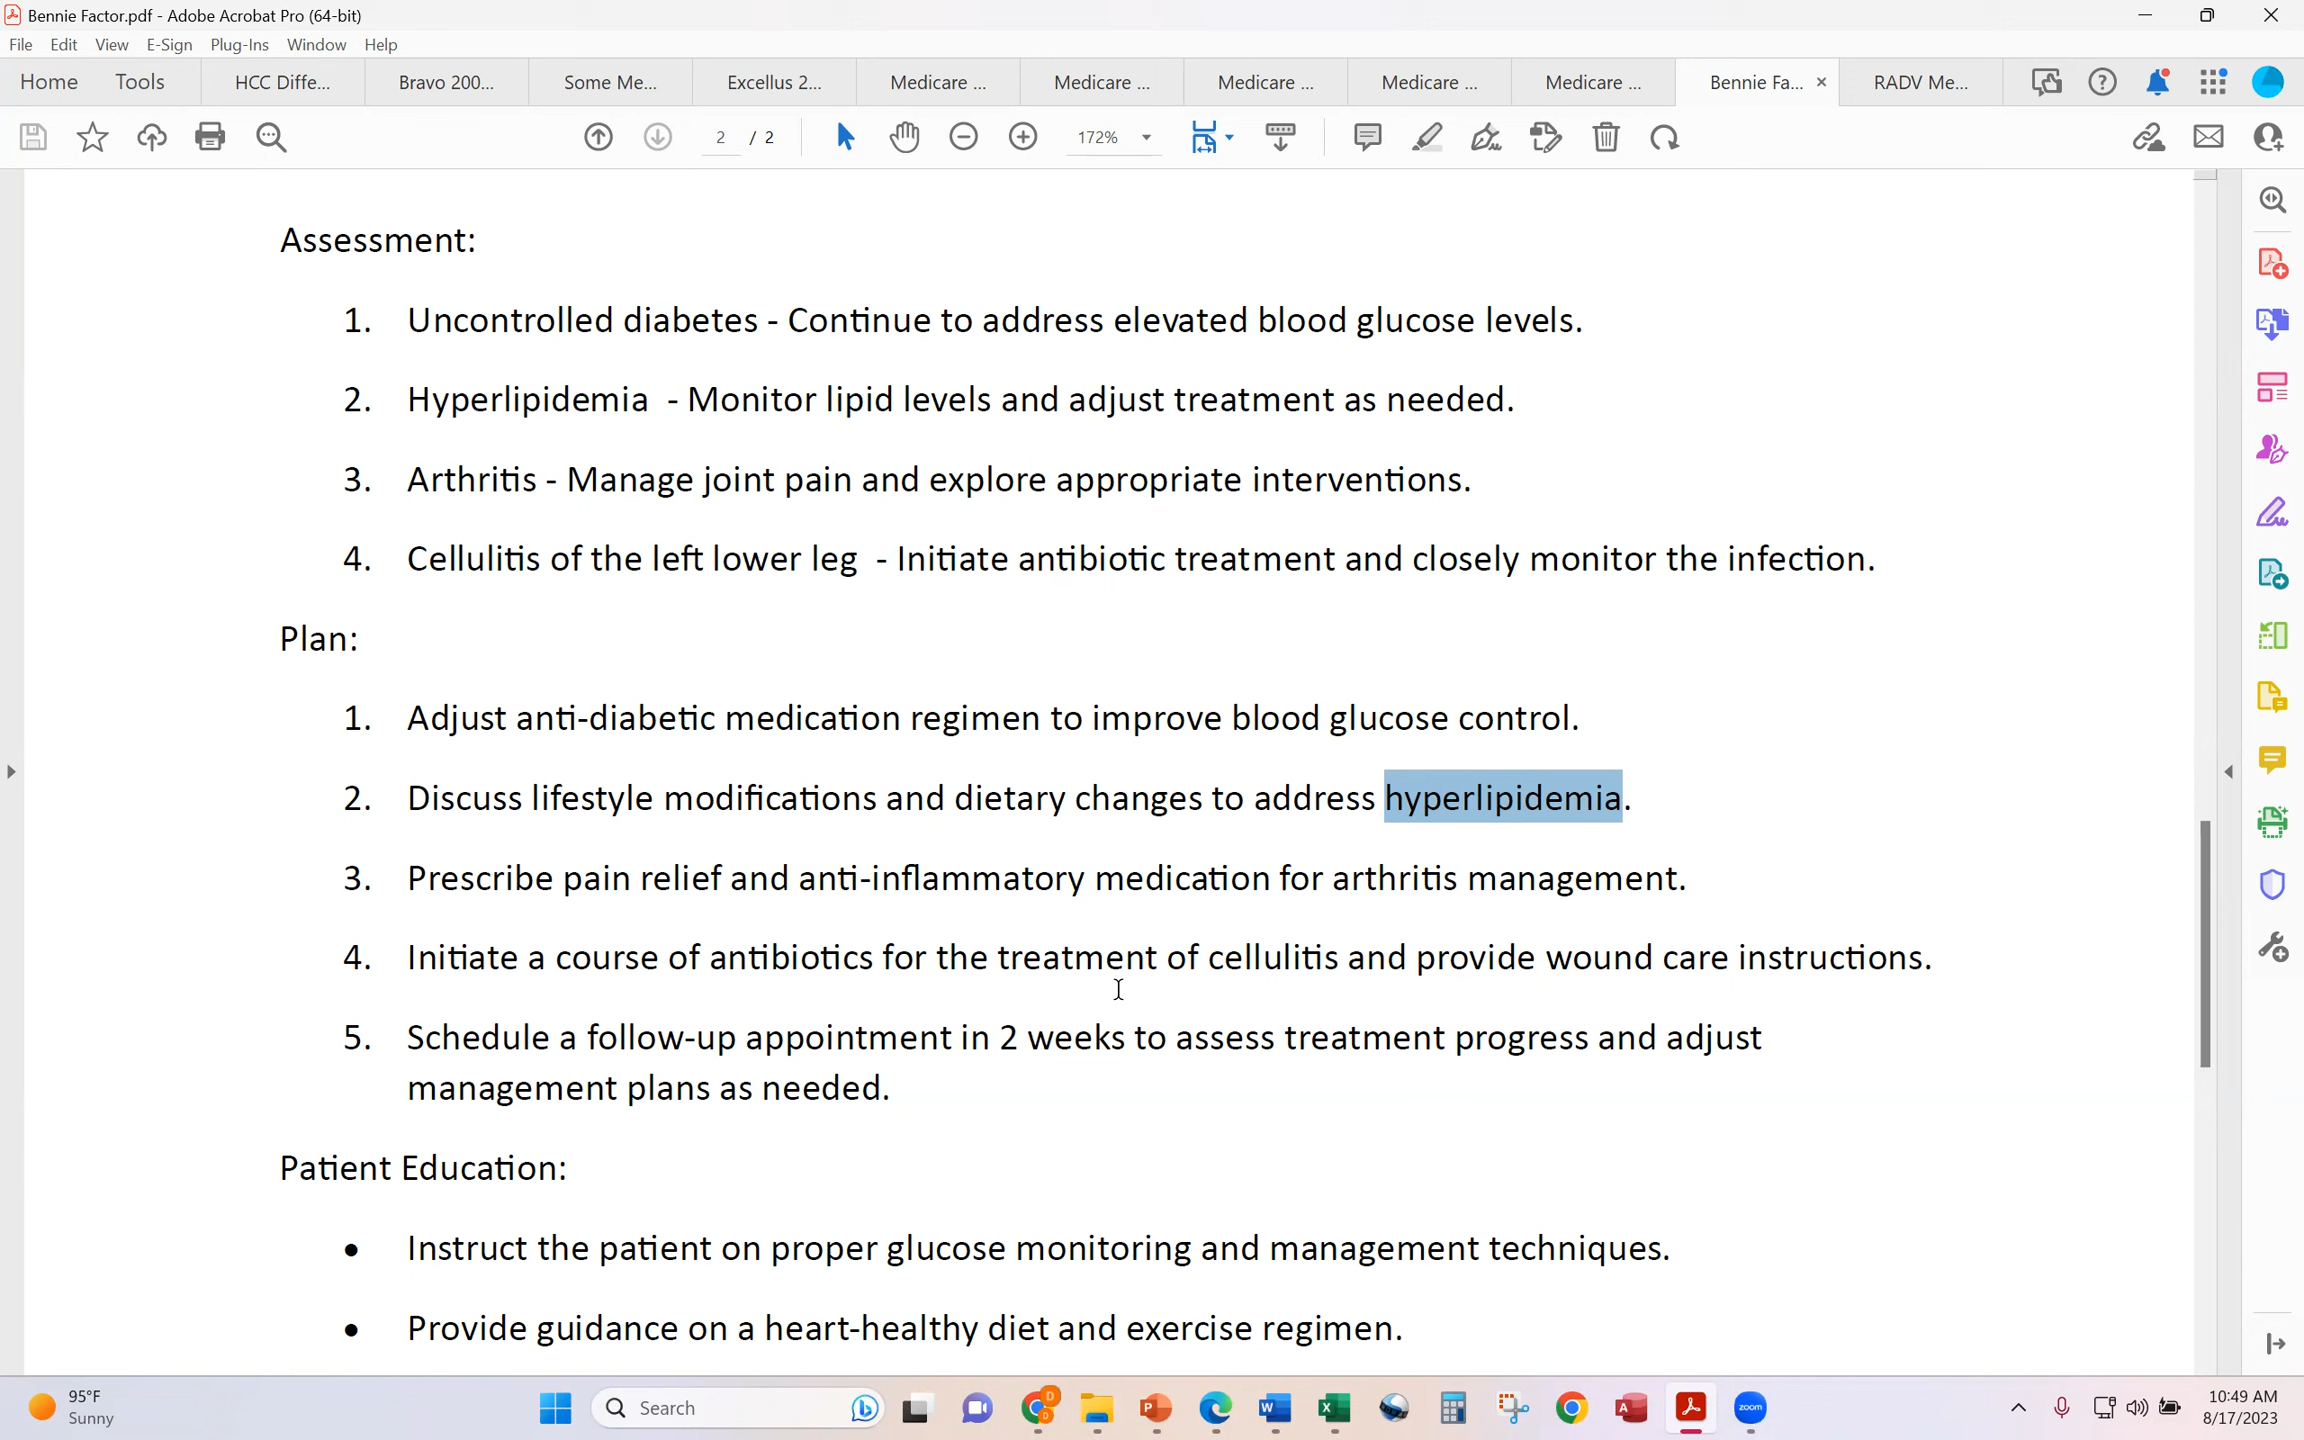 Bennie Factor.pdf - Adobe Acrobat Pro (64-bit)
File Edit View E-Sign Plug-Ins Window Help
Home Tools HCC Diffe... Bravo 200... Some Me... Excellus 2... Medicare ... Medicare ... Medicare ... Medicare ... Medicare ... Bennie Fa... × RADV Me...
2 / 2 172%
Assessment:
1. Uncontrolled diabetes - Continue to address elevated blood glucose levels.
2. Hyperlipidemia - Monitor lipid levels and adjust treatment as needed.
3. Arthritis - Manage joint pain and explore appropriate interventions.
4. Cellulitis of the left lower leg - Initiate antibiotic treatment and closely monitor the infection.
Plan:
1. Adjust anti-diabetic medication regimen to improve blood glucose control.
2. Discuss lifestyle modifications and dietary changes to address hyperlipidemia.
3. Prescribe pain relief and anti-inflammatory medication for arthritis management.
4. Initiate a course of antibiotics for the treatment of cellulitis and provide wound care instructions.
5. Schedule a follow-up appointment in 2 weeks to assess treatment progress and adjust
management plans as needed.
Patient Education:
• Instruct the patient on proper glucose monitoring and management techniques.
• Provide guidance on a heart-healthy diet and exercise regimen.
95°F
Sunny
Search
zoom
10:49 AM
8/17/2023